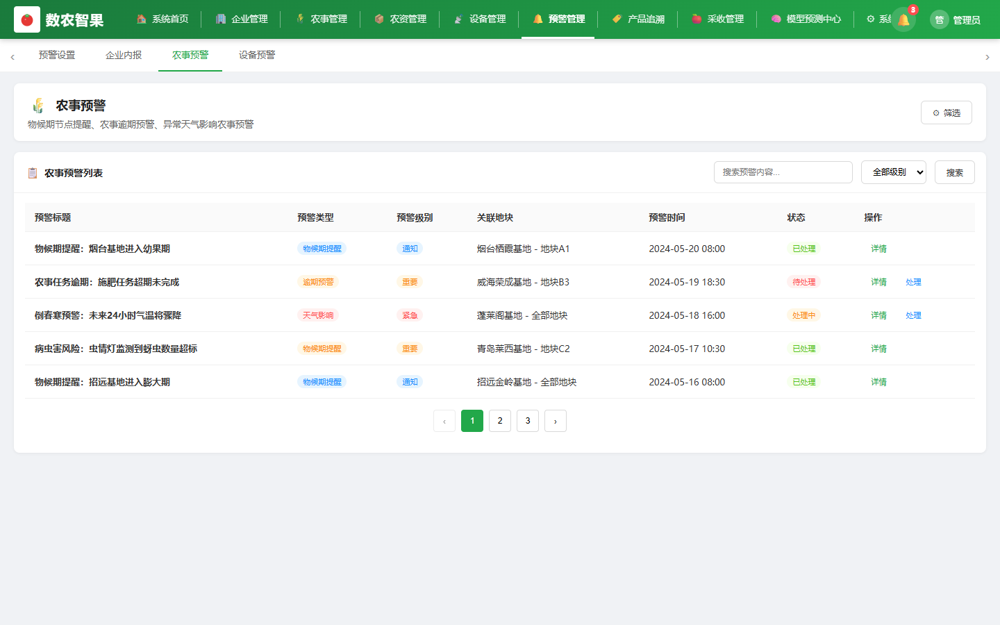 数农智果 系统首页 企业管理 农事管理 农资管理 设备管理 预警管理 产品追溯 采收管理 模型预测中心 系统 3 管 管理员
‹ 预警设置 企业内报 农事预警 设备预警 ›
农事预警
物候期节点提醒、农事逾期预警、异常天气影响农事预警
筛选
农事预警列表 搜索预警内容... 全部级别 搜索
预警标题 预警类型 预警级别 关联地块 预警时间 状态 操作
物候期提醒：烟台基地进入幼果期 物候期提醒 通知 烟台栖霞基地 - 地块A1 2024-05-20 08:00 已处理 详情
农事任务逾期：施肥任务超期未完成 逾期预警 重要 威海荣成基地 - 地块B3 2024-05-19 18:30 待处理 详情 处理
倒春寒预警：未来24小时气温将骤降 天气影响 紧急 蓬莱阁基地 - 全部地块 2024-05-18 16:00 处理中 详情 处理
病虫害风险：虫情灯监测到蚜虫数量超标 物候期提醒 重要 青岛莱西基地 - 地块C2 2024-05-17 10:30 已处理 详情
物候期提醒：招远基地进入膨大期 物候期提醒 通知 招远金岭基地 - 全部地块 2024-05-16 08:00 已处理 详情
‹ 1 2 3 ›